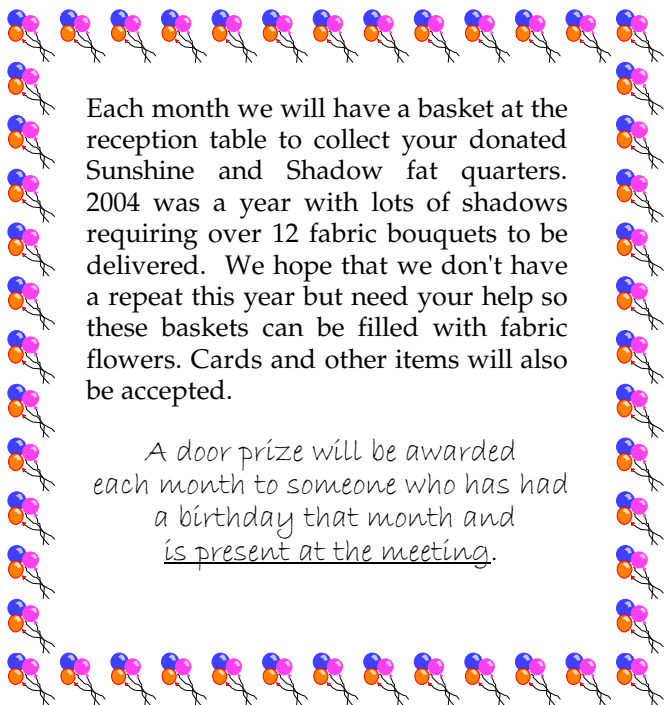 Each month we will have a basket at the
reception table to collect your donated
Sunshine and Shadow fat quarters.
2004 was a year with lots of shadows
requiring over 12 fabric bouquets to be
delivered.  We hope that we don't have
a repeat this year but need your help so
these baskets can be filled with fabric
flowers. Cards and other items will also
be accepted.
A door prize will be awarded
each month to someone who has had
a birthday that month and
is present at the meeting.